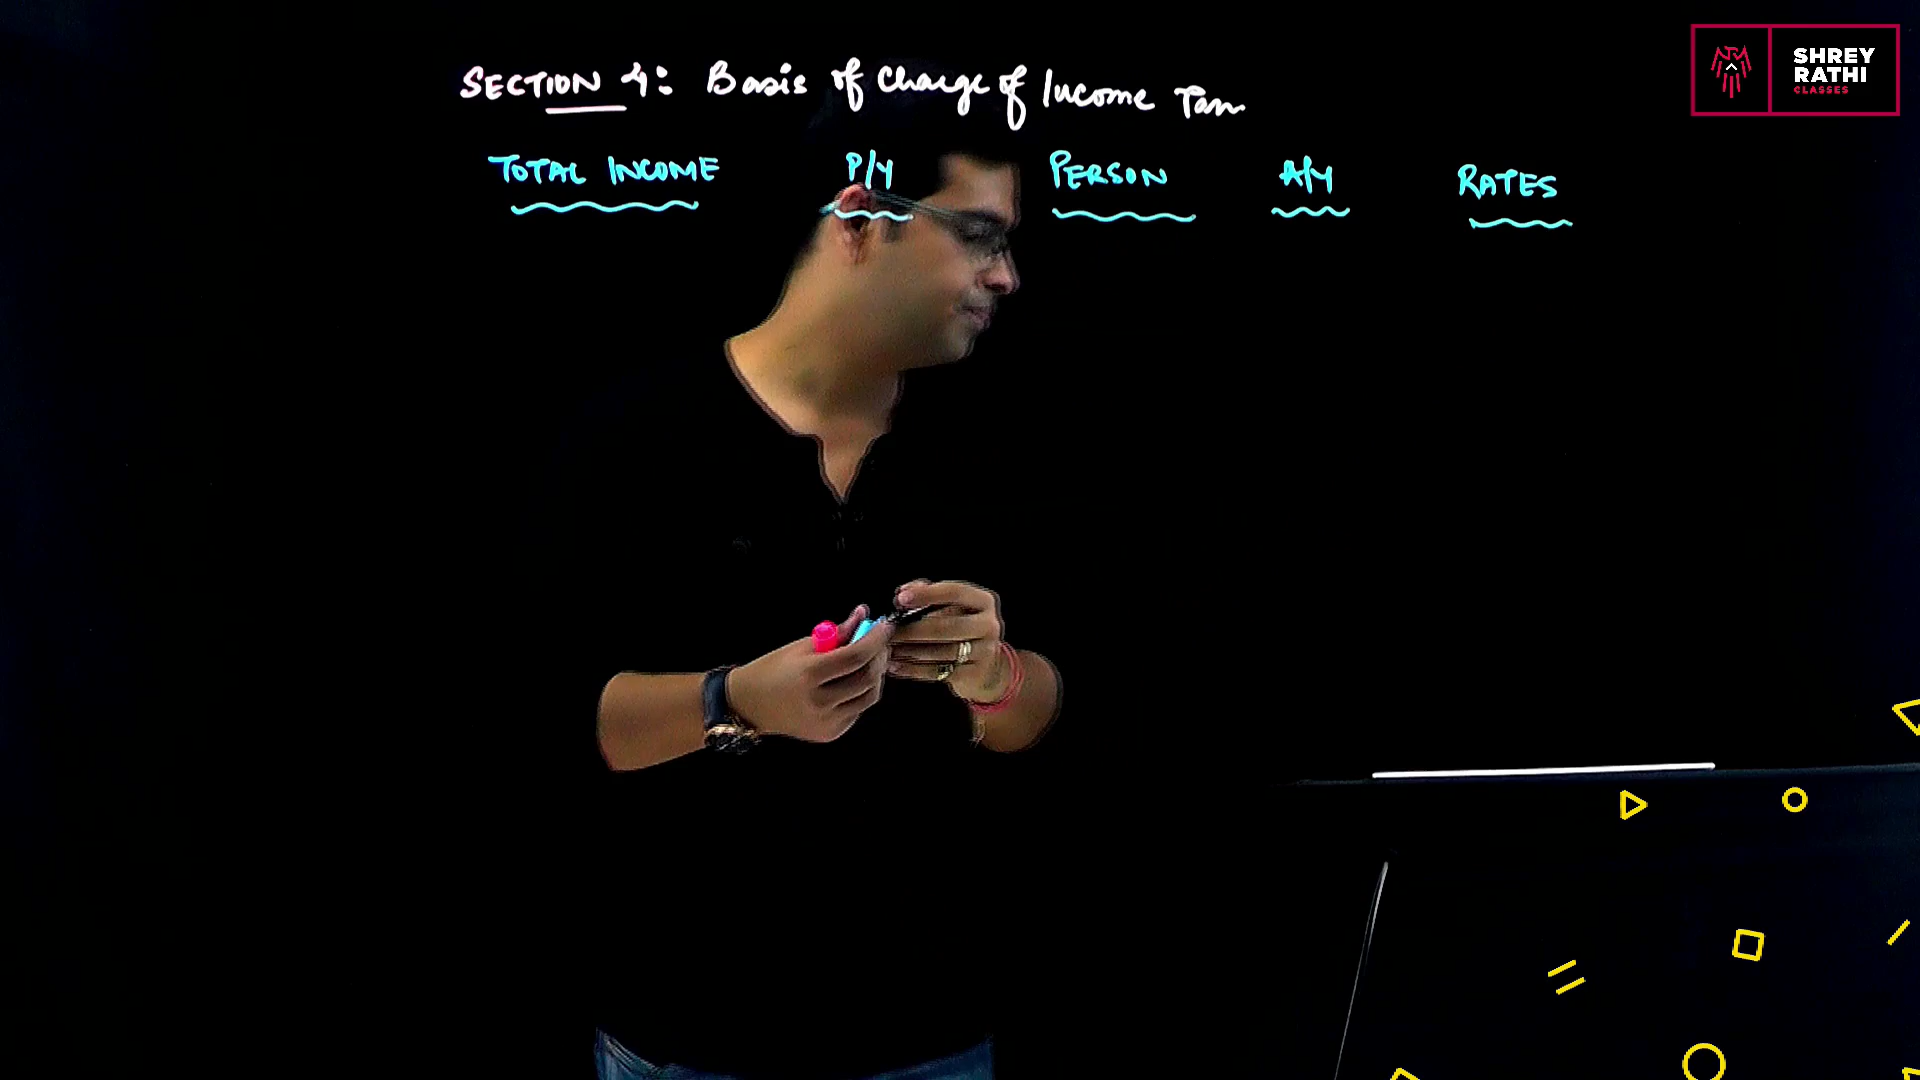 SHREY
RATHI
CLASSES
SECTION 4: Basis of Charge of Income Tax
TOTAL INCOME P/Y PERSON A/Y RATES